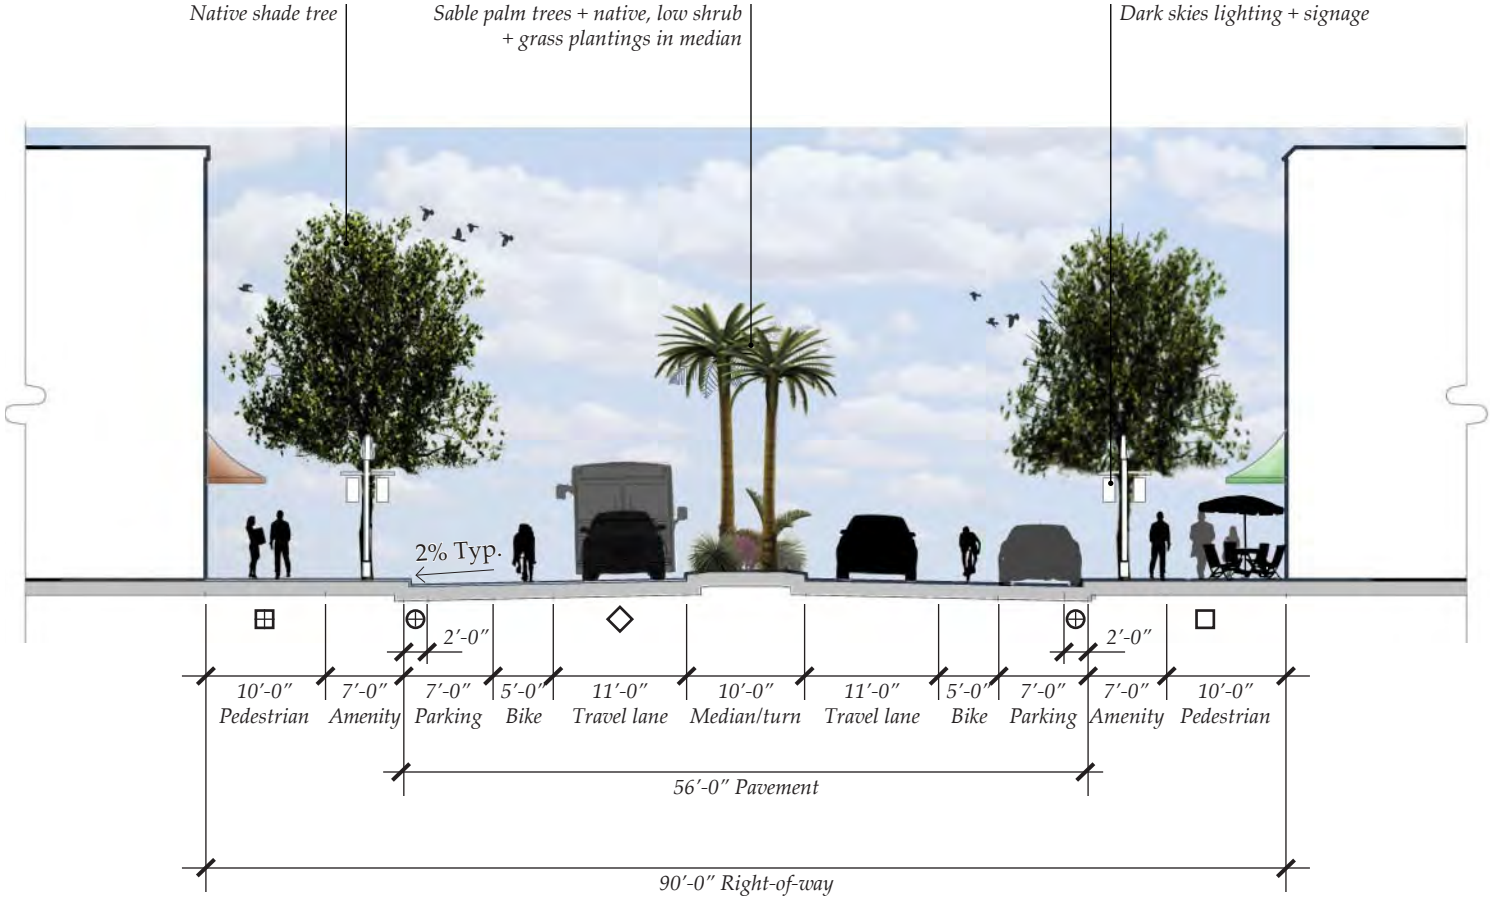 Native shade tree
Sable palm trees + native, low shrub
+ grass plantings in median
Dark skies lighting + signage
2% Typ.
2'-0"
2'-0"
10'-0"
7'-0"
7'-0"
5'-0"
11'-0"
10'-0"
11'-0"
5'-0"
7'-0"
7'-0"
10'-0"
Pedestrian
Amenity
Parking
Bike
Travel lane
Median/turn
Travel lane
Bike
Parking
Amenity
Pedestrian
56'-0" Pavement
90'-0" Right-of-way